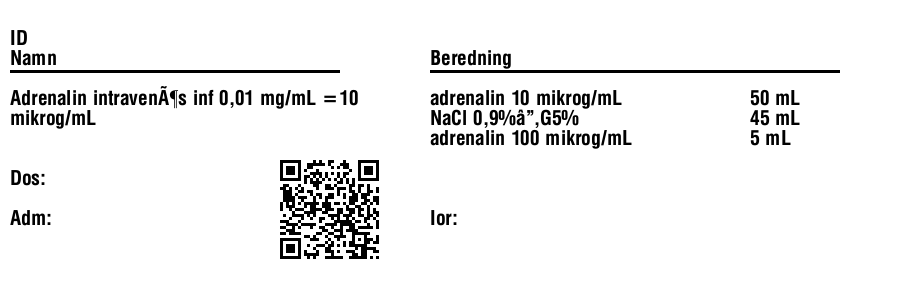 ID
Namn
Adrenalin intravenÃ¶s inf 0,01 mg/mL =10
mikrog/mL
Dos:
Adm:
Beredning
adrenalin 10 mikrog/mL 50 mL
NaCl 0,9%â”‚G5% 45 mL
adrenalin 100 mikrog/mL 5 mL
Ior: